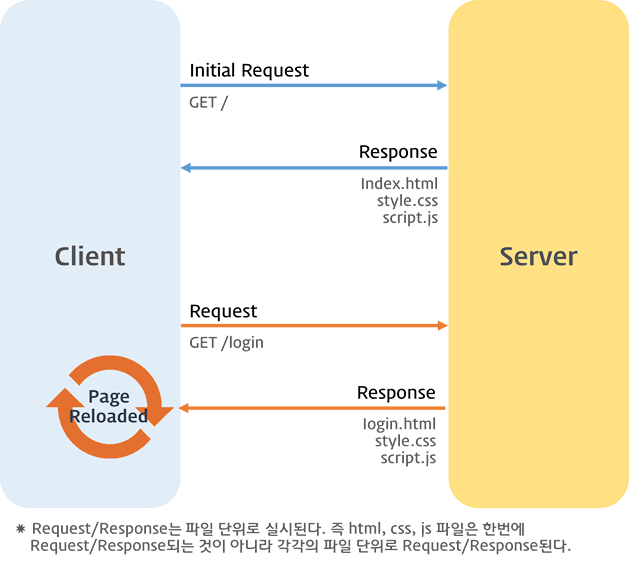 Initial Request
GET /
Response
Index.html
style.css
script.js
Client
Server
Request
GET /login
Page
Reloaded
Response
login.html
style.css
script.js
✷ Request/Response는 파일 단위로 실시된다. 즉 html, css, js 파일은 한번에
Request/Response되는 것이 아니라 각각의 파일 단위로 Request/Response된다.